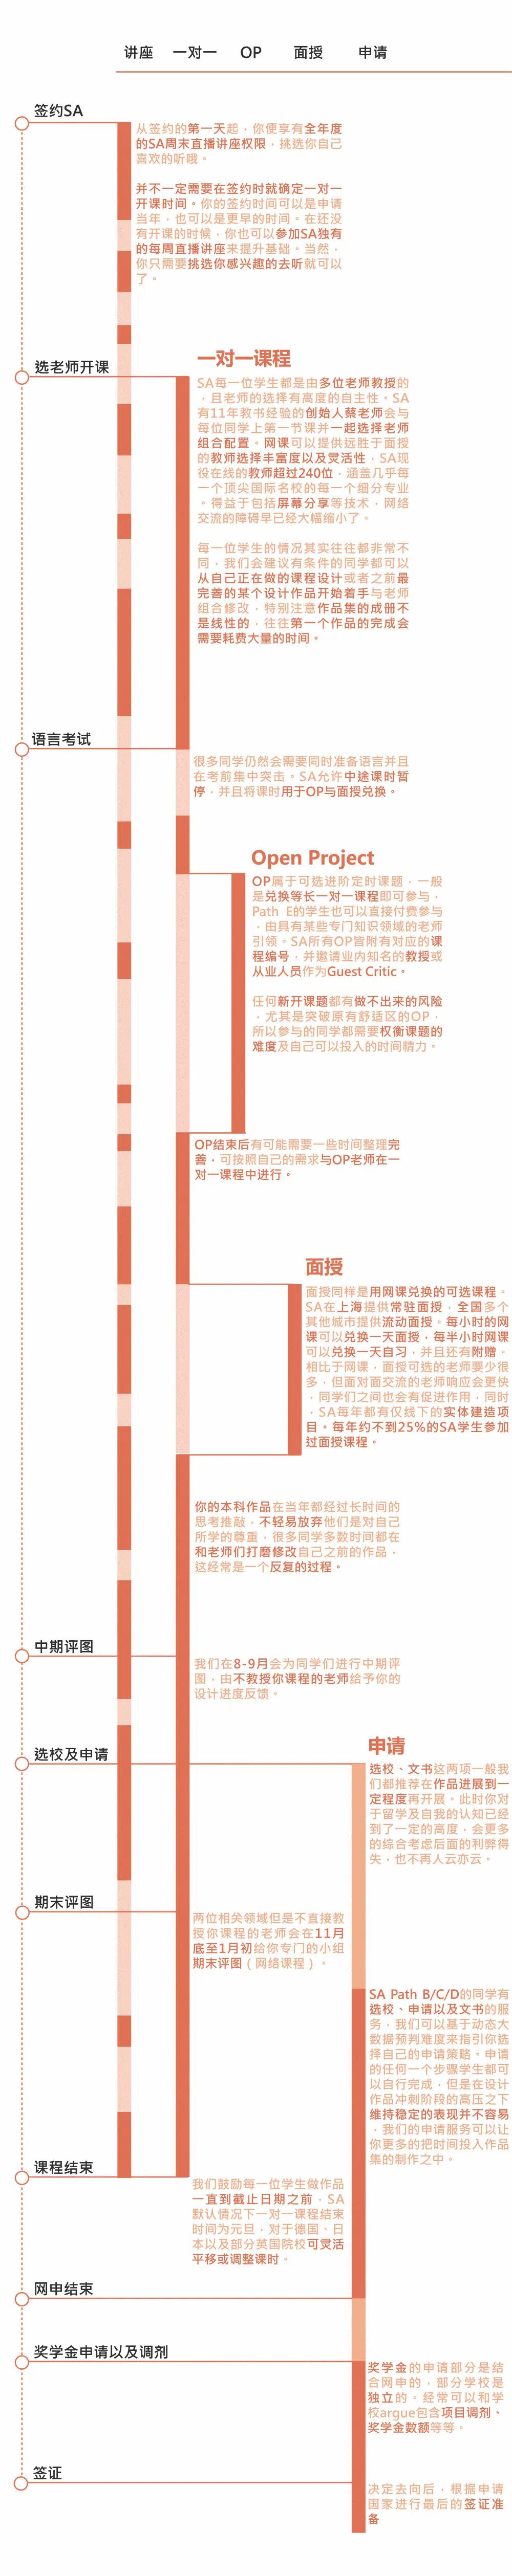 讲座 一对一 OP 面授 申请
签约SA
从签约的第一天起，你便享有全年度
的SA周末直播讲座权限，挑选你自己
喜欢的听哦。
并不一定需要在签约时就确定一对一
开课时间。你的签约时间可以是申请
当年，也可以是更早的时间。在还没
有开课的时候，你也可以参加SA独有
的每周直播讲座来提升基础。当然，
你只需要挑选你感兴趣的去听就可以
了。
选老师开课
一对一课程
SA每一位学生都是由多位老师教授的
，且老师的选择有高度的自主性。SA
有11年教书经验的创始人蔡老师会与
每位同学上第一节课并一起选择老师
组合配置。网课可以提供远胜于面授
的教师选择丰富度以及灵活性，SA现
役在线的教师超过240位，涵盖几乎每
一个顶尖国际名校的每一个细分专业
。得益于包括屏幕分享等技术，网络
交流的障碍早已经大幅缩小了。
每一位学生的情况其实往往都非常不
同，我们会建议有条件的同学都可以
从自己正在做的课程设计或者之前最
完善的某个设计作品开始着手与老师
组合修改，特别注意作品集的成册不
是线性的，往往第一个作品的完成会
需要耗费大量的时间。
语言考试
很多同学仍然会需要同时准备语言并且
在考前集中突击。SA允许中途课时暂
停，并且将课时用于OP与面授兑换。
Open Project
OP属于可选进阶定时课题，一般
是兑换等长一对一课程即可参与，
Path E的学生也可以直接付费参与
，由具有某些专门知识领域的老师
引领。SA所有OP皆附有对应的课
程编号，并邀请业内知名的教授或
从业人员作为Guest Critic。
任何新开课题都有做不出来的风险
，尤其是突破原有舒适区的OP，
所以参与的同学都需要权衡课题的
难度及自己可以投入的时间精力。
OP结束后有可能需要一些时间整理完
善，可按照自己的需求与OP老师在一
对一课程中进行。
面授
面授同样是用网课兑换的可选课程。
SA在上海提供常驻面授，全国多个
其他城市提供流动面授。每小时的网
课可以兑换一天面授，每半小时网课
可以兑换一天自习，并且还有附赠。
相比于网课，面授可选的老师要少很
多，但面对面交流的老师响应会更快
，同学们之间也会有促进作用，同时
，SA每年都有仅线下的实体建造项
目。每年约不到25%的SA学生参加
过面授课程。
你的本科作品在当年都经过长时间的
思考推敲，不轻易放弃他们是对自己
所学的尊重，很多同学多数时间都在
和老师们打磨修改自己之前的作品，
这经常是一个反复的过程。
中期评图
我们在8-9月会为同学们进行中期评
图，由不教授你课程的老师给予你的
设计进度反馈。
选校及申请
申请
选校、文书这两项一般我
们都推荐在作品进展到一
定程度再开展。此时你对
于留学及自我的认知已经
到了一定的高度，会更多
的综合考虑后面的利弊得
失，也不再人云亦云。
期末评图
两位相关领域但是不直接教
授你课程的老师会在11月
底至1月初给你专门的小组
期末评图（网络课程）。
SA Path B/C/D的同学有
选校、申请以及文书的服
务，我们可以基于动态大
数据预判难度来指引你选
择自己的申请策略。申请
的任何一个步骤学生都可
以自行完成，但是在设计
作品冲刺阶段的高压之下
维持稳定的表现并不容易
，我们的申请服务可以让
你更多的把时间投入作品
集的制作之中。
课程结束
我们鼓励每一位学生做作品
一直到截止日期之前，SA
默认情况下一对一课程结束
时间为元旦，对于德国、日
本以及部分英国院校可灵活
平移或调整课时。
网申结束
奖学金申请以及调剂
奖学金的申请部分是结
合网申的，部分学校是
独立的。经常可以和学
校argue包含项目调剂、
奖学金数额等等。
签证
决定去向后，根据申请
国家进行最后的签证准
备